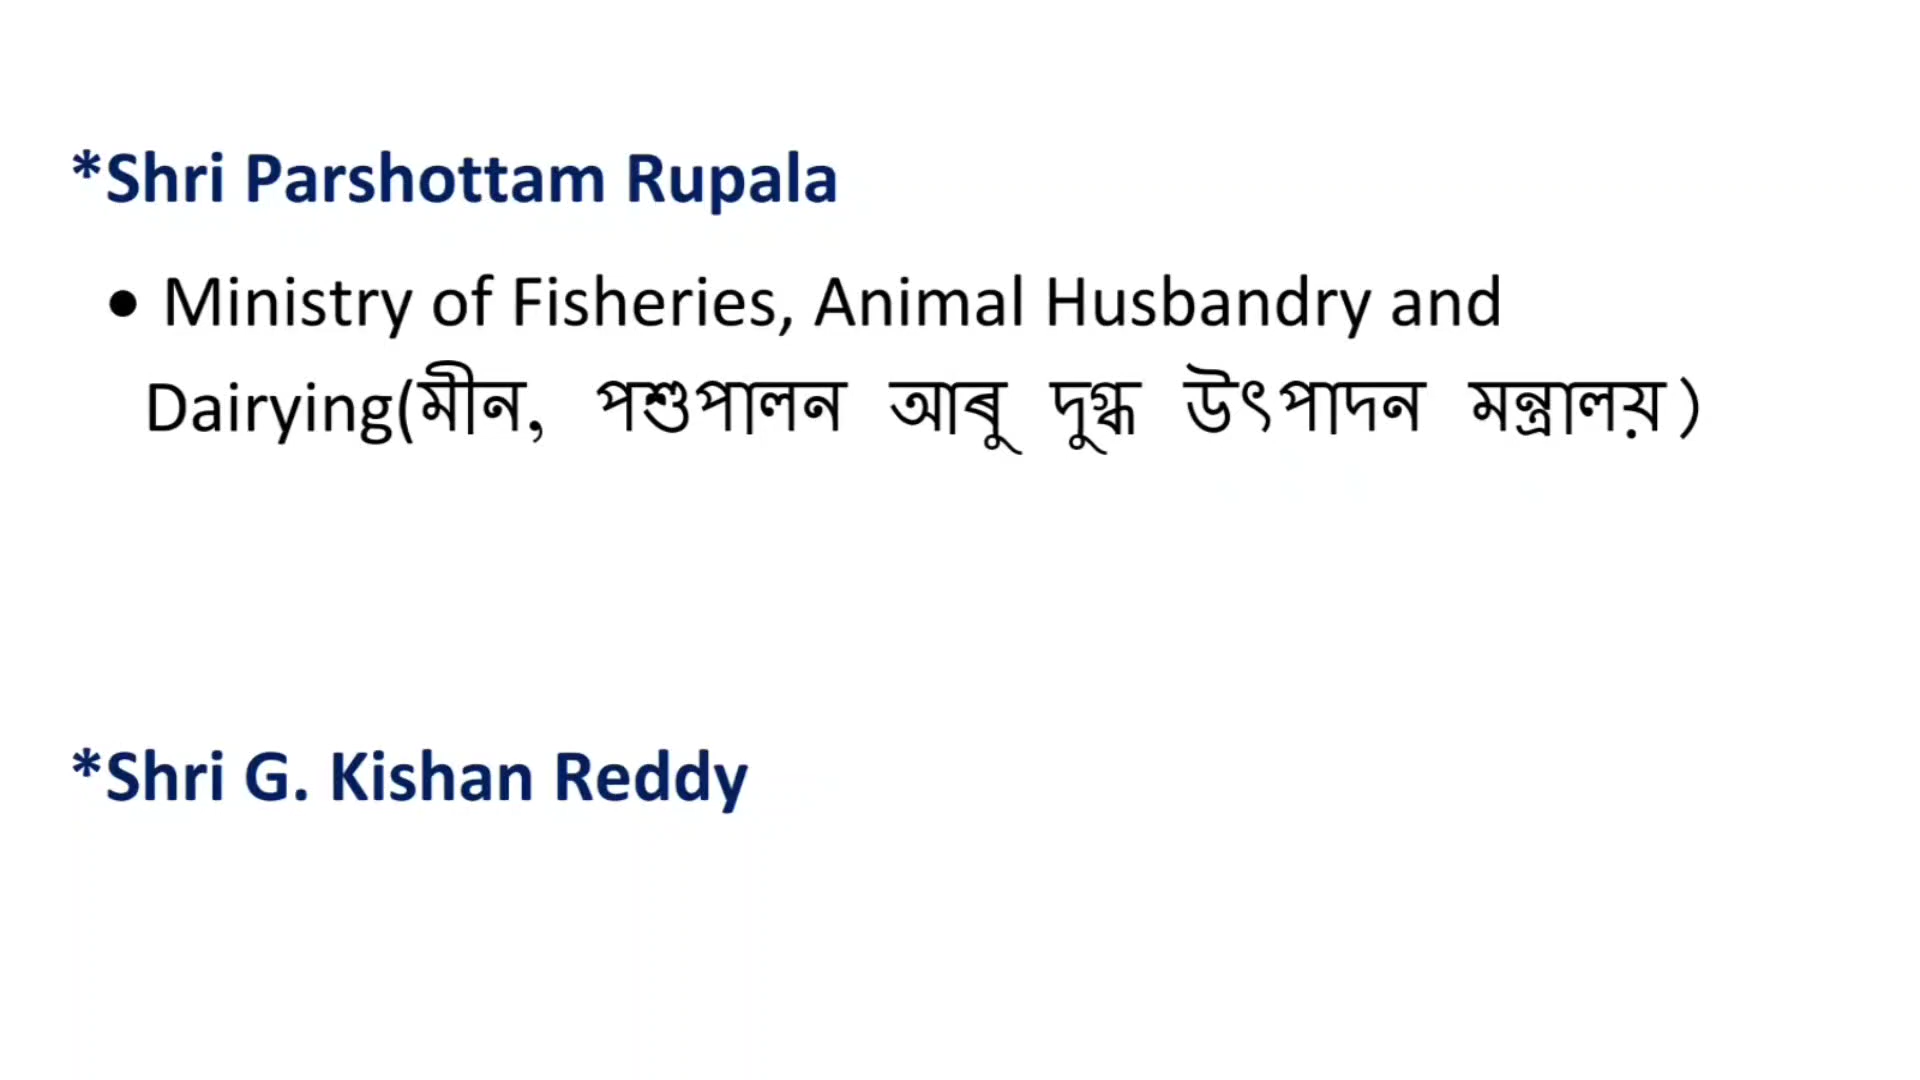 *Shri Parshottam Rupala
• Ministry of Fisheries, Animal Husbandry and
Dairying(মীন, পশুপালন আৰু দুগ্ধ উৎপাদন মন্ত্ৰালয়)
*Shri G. Kishan Reddy